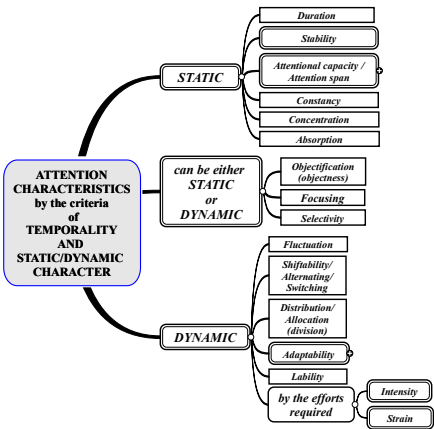 ATTENTION
CHARACTERISTICS
by the criteria
of
TEMPORALITY
AND
STATIC/DYNAMIC
CHARACTER
STATIC
Duration
Stability
Attentional capacity /
Attention span
Constancy
Concentration
Absorption
can be either
STATIC
or
DYNAMIC
Objectification
(objectness)
Focusing
Selectivity
DYNAMIC
Fluctuation
Shiftability/
Alternating/
Switching
Distribution/
Allocation
(division)
Adaptability
Lability
by the efforts
required
Intensity
Strain